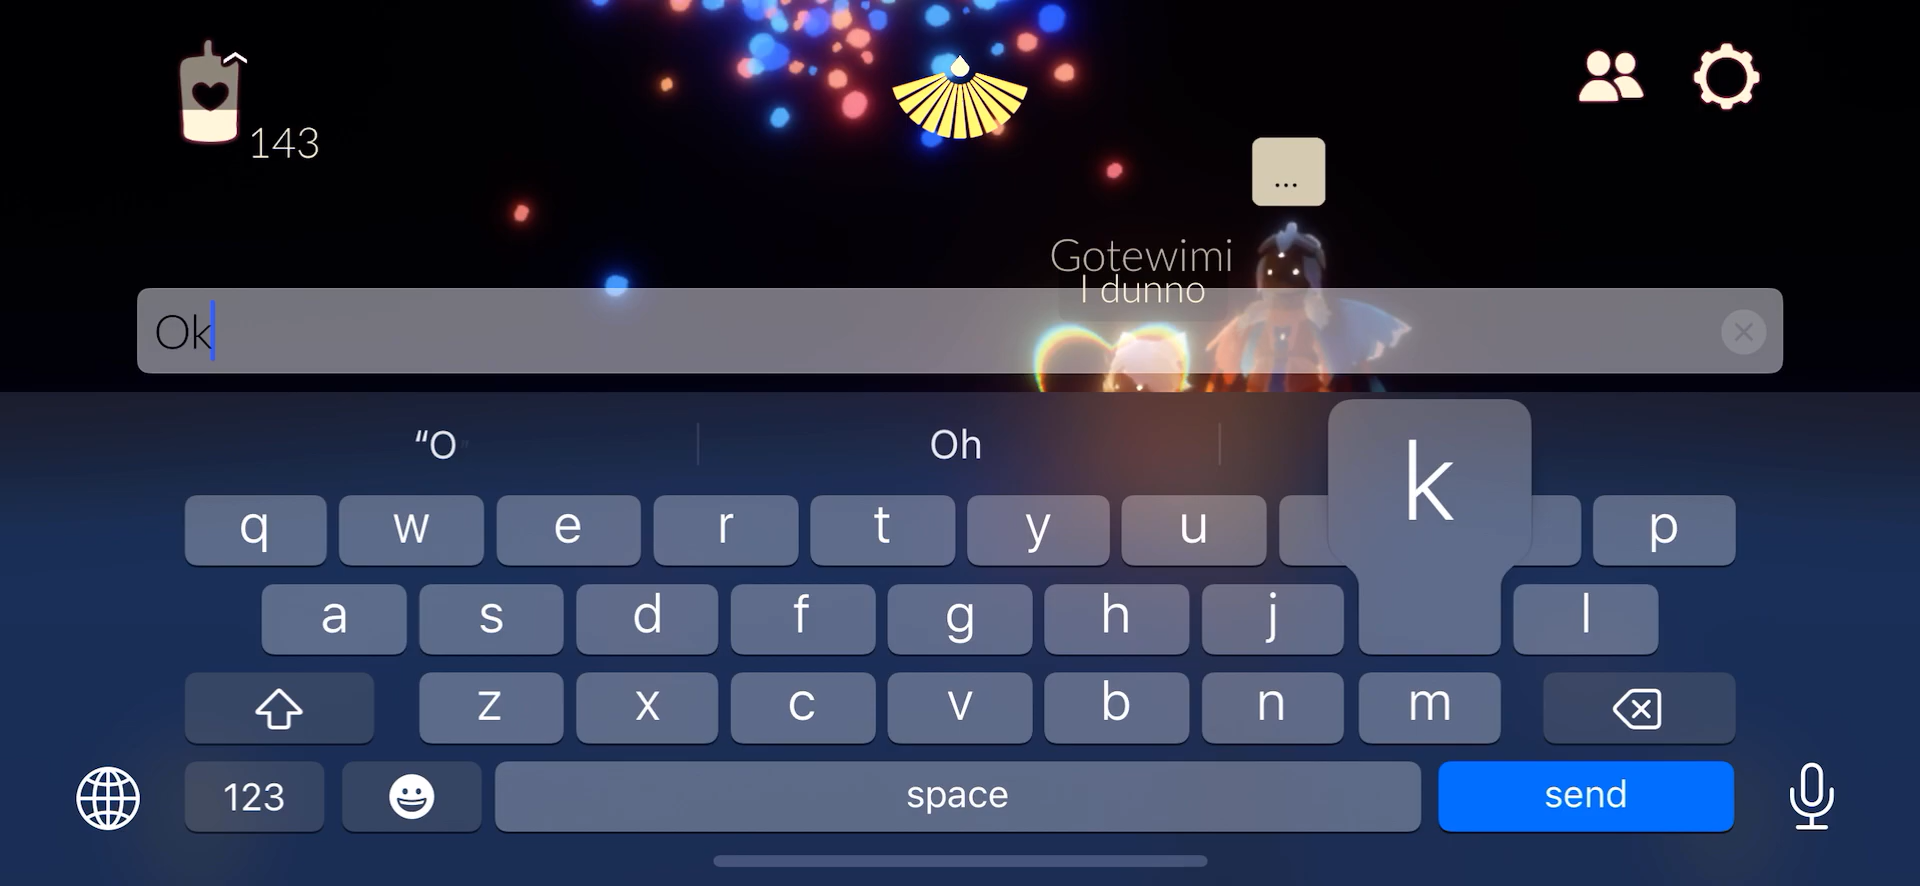 143
...
Gotewimi
I dunno
Ok
“O” Oh
k
q w e r t y u p
a s d f g h j l
z x c v b n m
123 space send